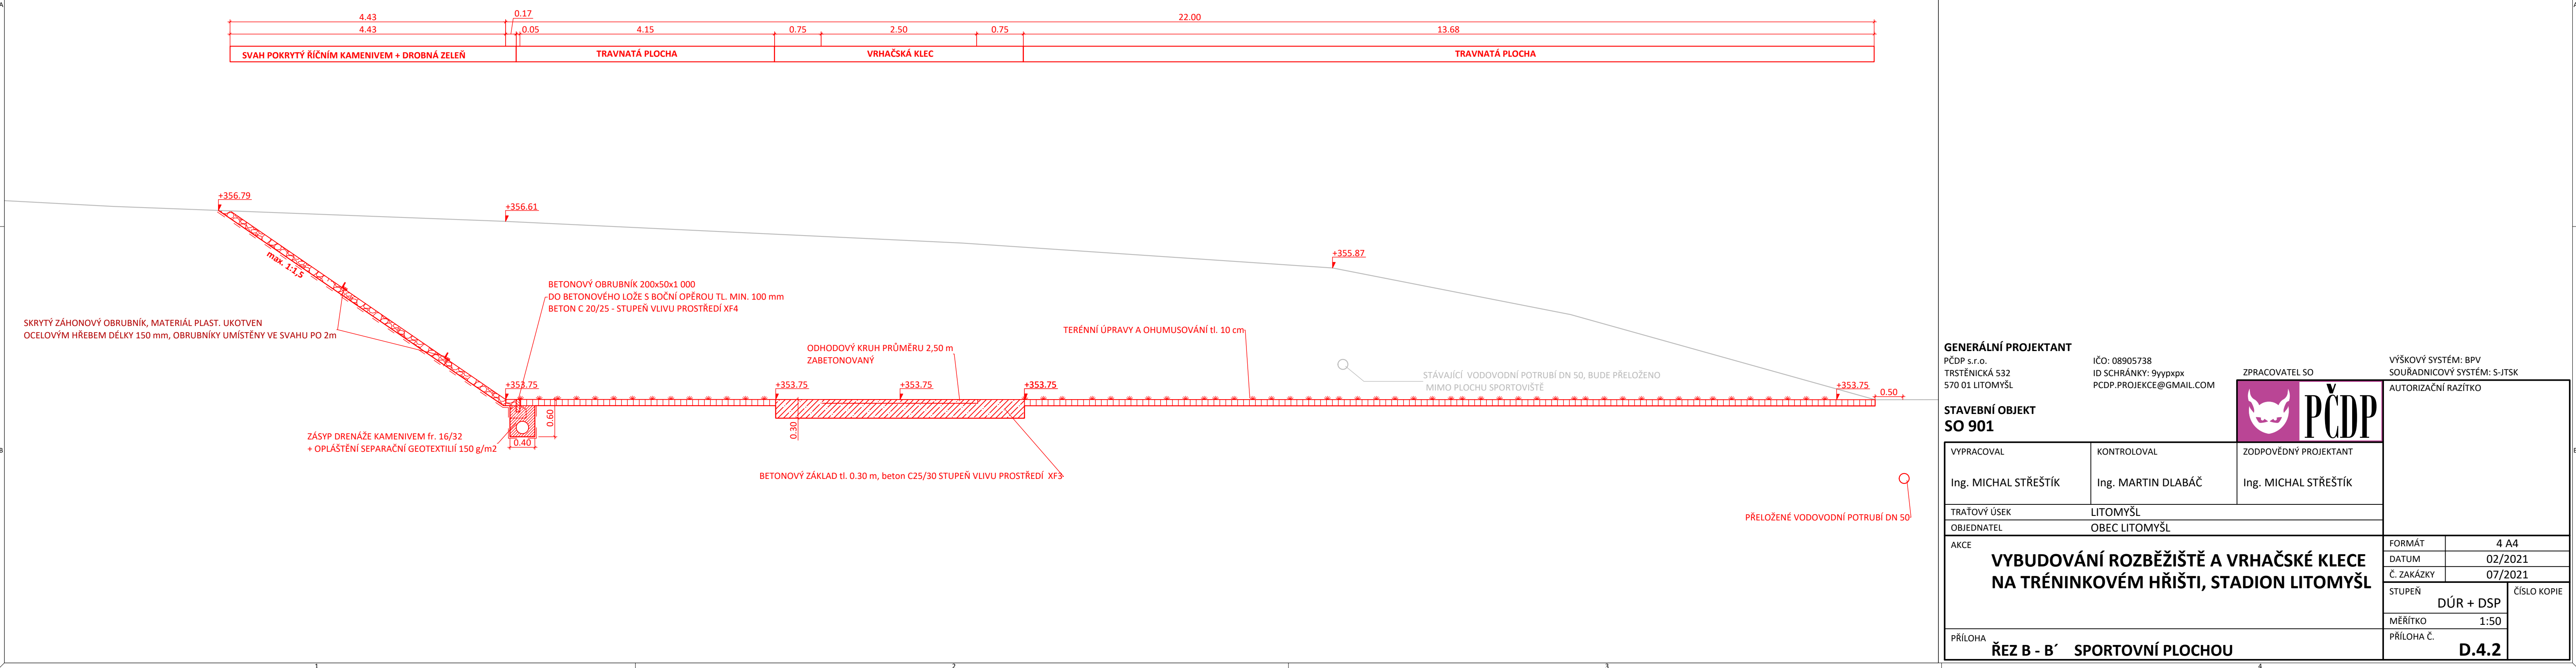 4.43
0.17
22.00
4.43
0.05
4.15
0.75
2.50
0.75
13.68
SVAH POKRYTÝ ŘÍČNÍM KAMENIVEM + DROBNÁ ZELEŇ
TRAVNATÁ PLOCHA
VRHAČSKÁ KLEC
TRAVNATÁ PLOCHA
+356.79
+356.61
+355.87
max. 1:1,5
BETONOVÝ OBRUBNÍK 200x50x1 000
DO BETONOVÉHO LOŽE S BOČNÍ OPĚROU TL. MIN. 100 mm
BETON C 20/25 - STUPEŇ VLIVU PROSTŘEDÍ XF4
SKRYTÝ ZÁHONOVÝ OBRUBNÍK, MATERIÁL PLAST. UKOTVEN
OCELOVÝM HŘEBEM DÉLKY 150 mm, OBRUBNÍKY UMÍSTĚNY VE SVAHU PO 2m
TERÉNNÍ ÚPRAVY A OHUMUSOVÁNÍ tl. 10 cm
ODHODOVÝ KRUH PRŮMĚRU 2,50 m
ZABETONOVANÝ
STÁVAJÍCÍ  VODOVODNÍ POTRUBÍ DN 50, BUDE PŘELOŽENO
MIMO PLOCHU SPORTOVIŠTĚ
+353.75
+353.75
+353.75
+353.75
+353.75
0.50
0.60
0.30
0.40
ZÁSYP DRENÁŽE KAMENIVEM fr. 16/32
+ OPLÁŠTĚNÍ SEPARAČNÍ GEOTEXTILIÍ 150 g/m2
BETONOVÝ ZÁKLAD tl. 0.30 m, beton C25/30 STUPEŇ VLIVU PROSTŘEDÍ  XF3
PŘELOŽENÉ VODOVODNÍ POTRUBÍ DN 50
GENERÁLNÍ PROJEKTANT
PČDP s.r.o.
TRSTĚNICKÁ 532
570 01 LITOMYŠL
IČO: 08905738
ID SCHRÁNKY: 9yypxpx
PCDP.PROJEKCE@GMAIL.COM
ZPRACOVATEL SO
VÝŠKOVÝ SYSTÉM: BPV
SOUŘADNICOVÝ SYSTÉM: S-JTSK
AUTORIZAČNÍ RAZÍTKO
PČDP
STAVEBNÍ OBJEKT
SO 901
VYPRACOVAL
KONTROLOVAL
ZODPOVĚDNÝ PROJEKTANT
Ing. MICHAL STŘEŠTÍK
Ing. MARTIN DLABÁČ
Ing. MICHAL STŘEŠTÍK
TRAŤOVÝ ÚSEK
LITOMYŠL
OBJEDNATEL
OBEC LITOMYŠL
AKCE
VYBUDOVÁNÍ ROZBĚŽIŠTĚ A VRHAČSKÉ KLECE
NA TRÉNINKOVÉM HŘIŠTI, STADION LITOMYŠL
FORMÁT
4 A4
DATUM
02/2021
Č. ZAKÁZKY
07/2021
STUPEŇ
DÚR + DSP
ČÍSLO KOPIE
MĚŘÍTKO
1:50
PŘÍLOHA
ŘEZ B - B´   SPORTOVNÍ PLOCHOU
PŘÍLOHA Č.
D.4.2
1
2
3
4
A
B